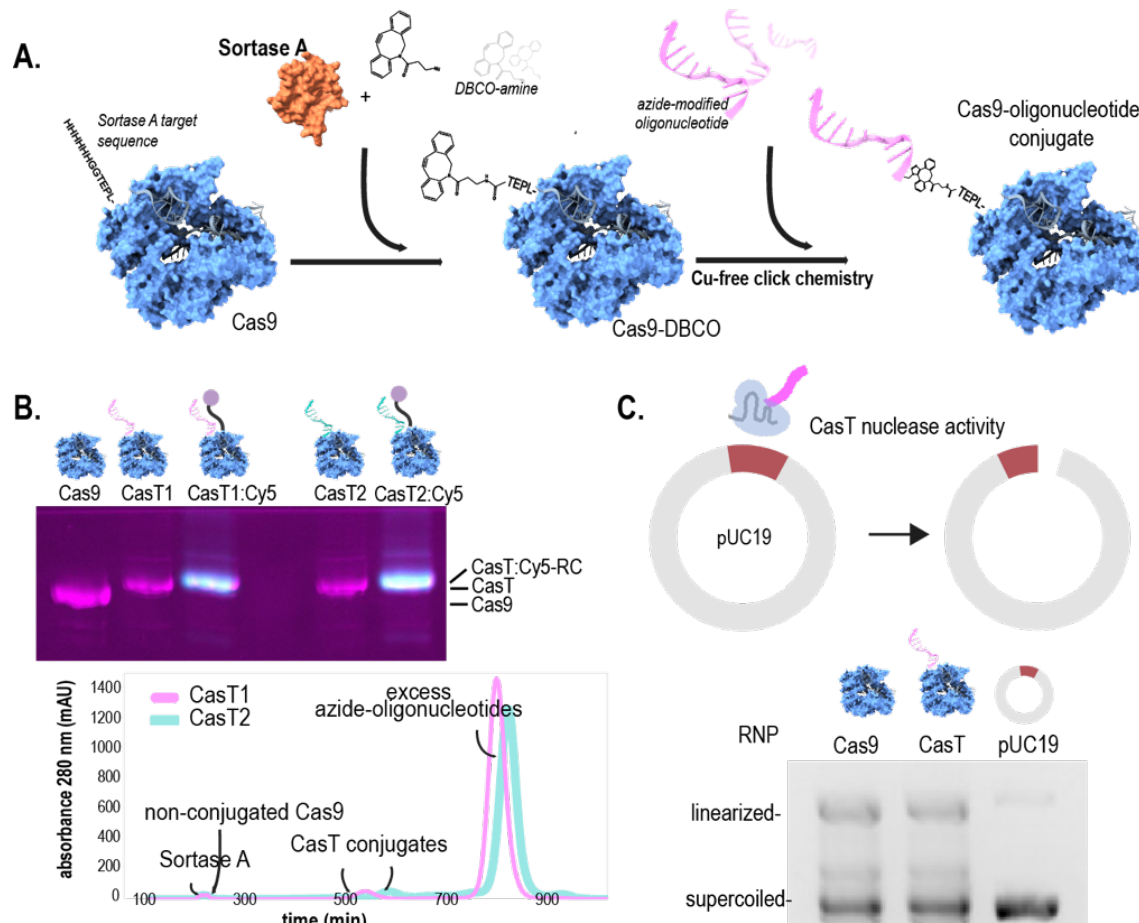 A.
Sortase A
+
DBCO-amine
Sortase A target
sequence
HHHHHHGGTEPL-
TEPL-
Cas9
Cas9-DBCO
azide-modified
oligonucleotide
Cu-free click chemistry
Cas9-oligonucleotide
conjugate
TEPL-
B.
Cas9
CasT1
CasT1:Cy5
CasT2
CasT2:Cy5
CasT:Cy5-RC
CasT
Cas9
absorbance 280 nm (mAU)
1400
1200
1000
800
600
400
200
0
CasT1
CasT2
excess
azide-oligonucleotides
non-conjugated Cas9
Sortase A
CasT conjugates
100
300
500
700
900
time (min)
C.
CasT nuclease activity
pUC19
RNP
Cas9
CasT
pUC19
linearized-
supercoiled-